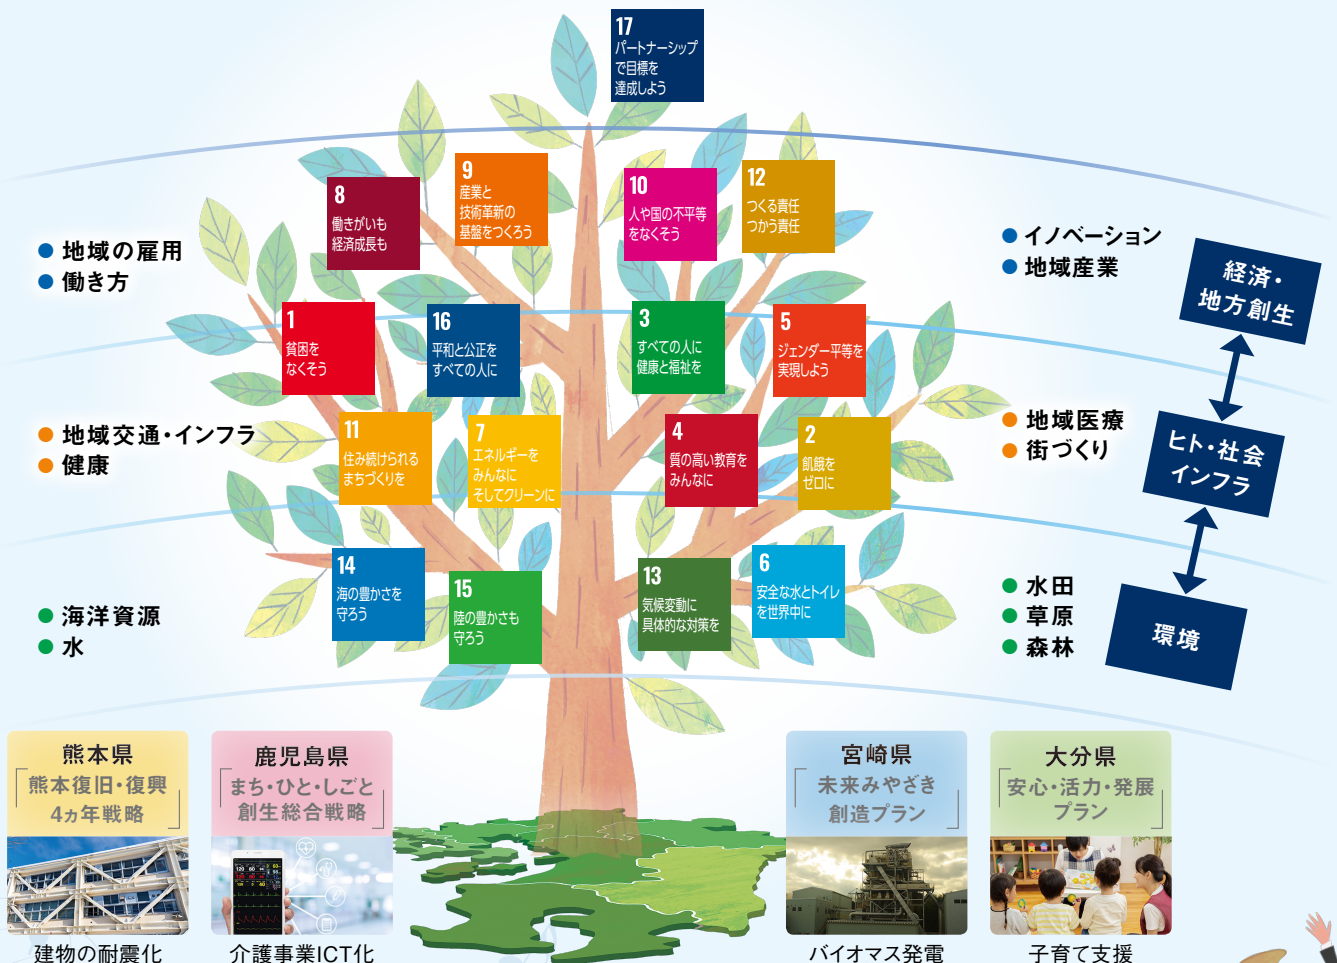 17
パートナーシップ
で目標を
達成しよう
8
働きがいも
経済成長も
9
産業と
技術革新の
基盤をつくろう
10
人や国の不平等
をなくそう
12
つくる責任
つかう責任
● 地域の雇用
● 働き方
● イノベーション
● 地域産業
経済・
地方創生
1
貧困を
なくそう
16
平和と公正を
すべての人に
3
すべての人に
健康と福祉を
5
ジェンダー平等を
実現しよう
11
住み続けられる
まちづくりを
7
エネルギーを
みんなに
そしてクリーンに
4
質の高い教育を
みんなに
2
飢餓を
ゼロに
● 地域交通・インフラ
● 健康
● 地域医療
● 街づくり
ヒト・社会
インフラ
14
海の豊かさを
守ろう
15
陸の豊かさも
守ろう
13
気候変動に
具体的な対策を
6
安全な水とトイレ
を世界中に
● 海洋資源
● 水
● 水田
● 草原
● 森林
環境
熊本県
「熊本復旧・復興
4ヵ年戦略」
建物の耐震化
鹿児島県
「まち・ひと・しごと
創生総合戦略」
介護事業ICT化
宮崎県
「未来みやざき
創造プラン」
バイオマス発電
大分県
「安心・活力・発展
プラン」
子育て支援